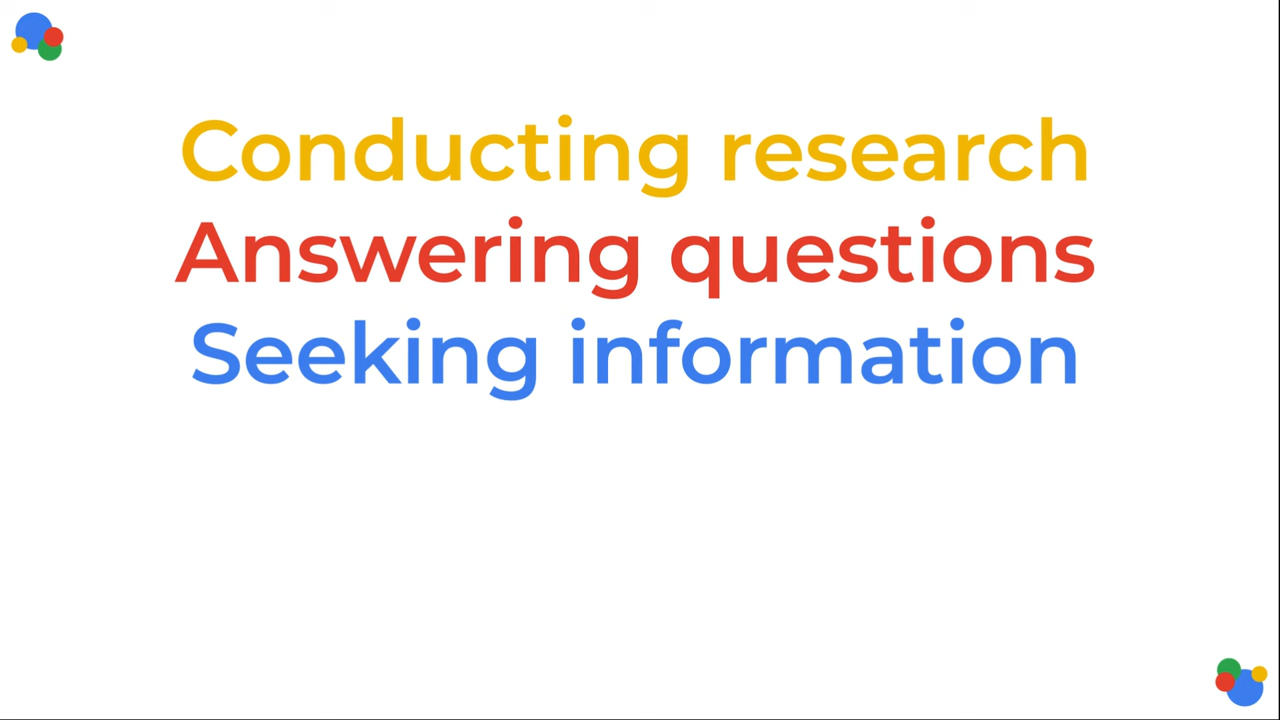 Conducting research
Answering questions
Seeking information